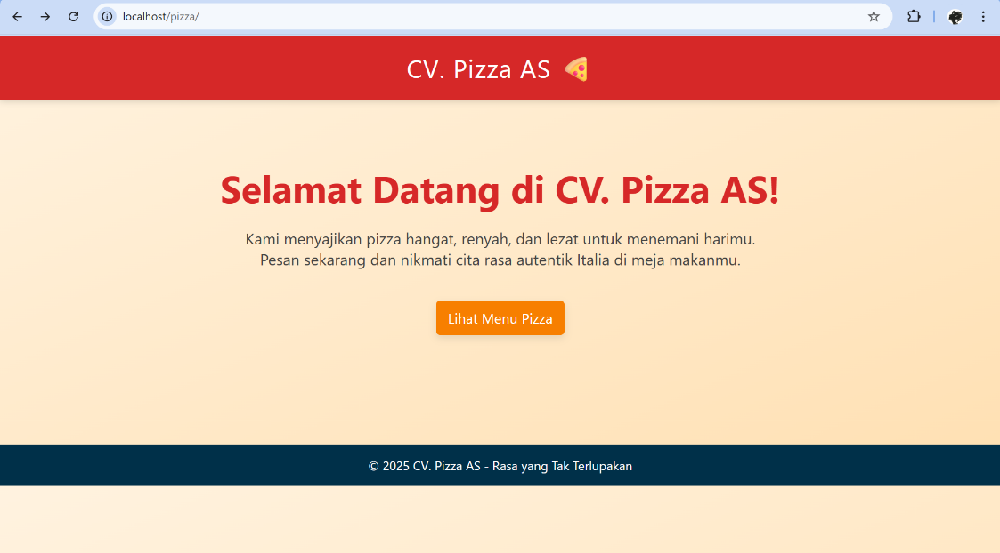 localhost/pizza/
CV. Pizza AS 🍕
Selamat Datang di CV. Pizza AS!
Kami menyajikan pizza hangat, renyah, dan lezat untuk menemani harimu.
Pesan sekarang dan nikmati cita rasa autentik Italia di meja makanmu.
Lihat Menu Pizza
© 2025 CV. Pizza AS - Rasa yang Tak Terlupakan